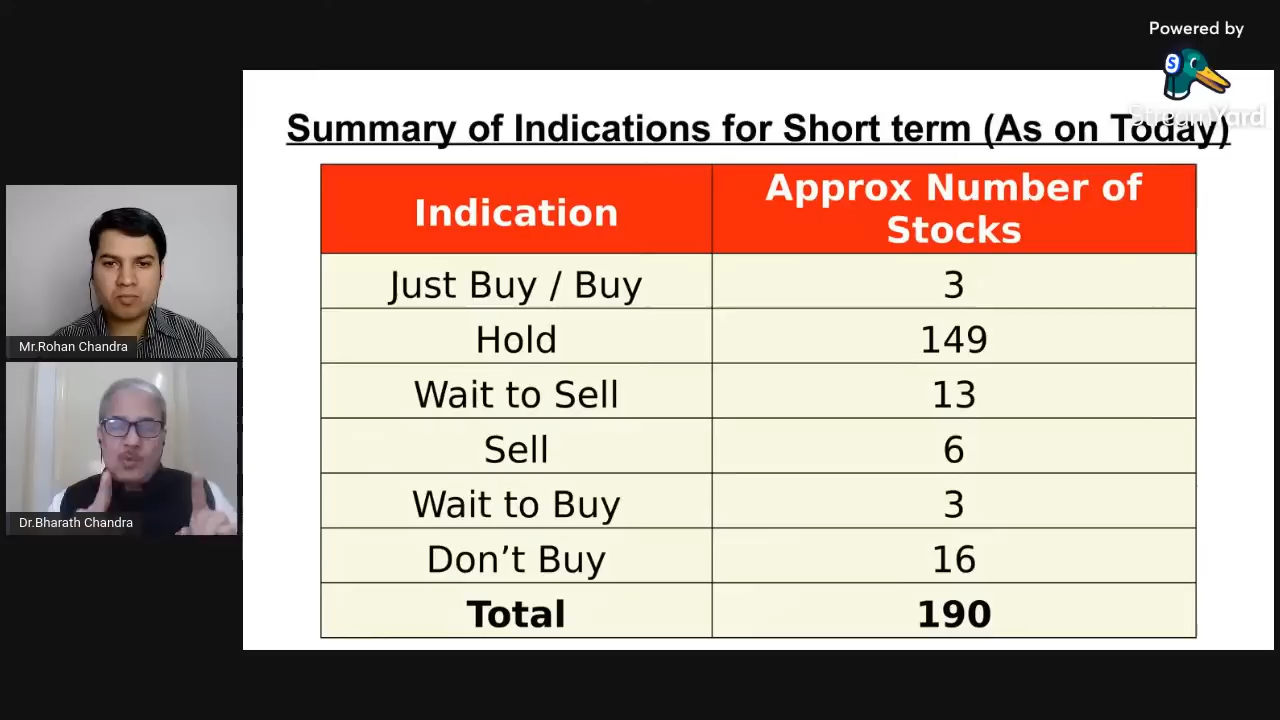 Powered by
StreamYard
Summary of Indications for Short term (As on Today)
Indication
Approx Number of
Stocks
Just Buy / Buy
3
Hold
149
Wait to Sell
13
Sell
6
Wait to Buy
3
Don’t Buy
16
Total
190
Mr.Rohan Chandra
Dr.Bharath Chandra